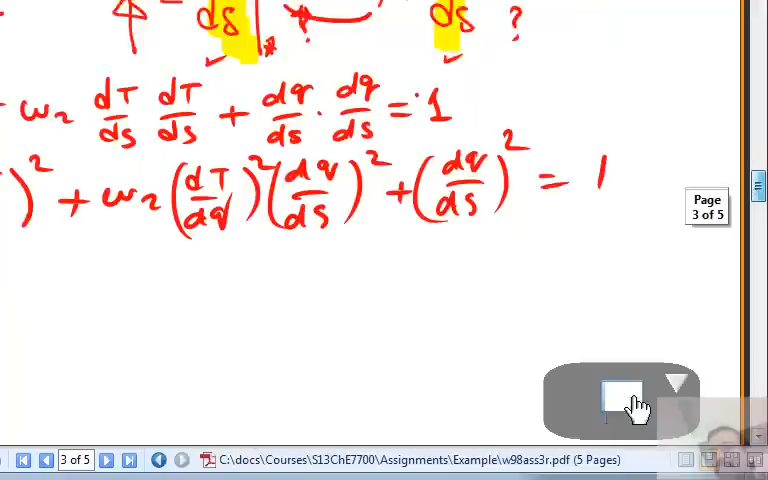 ds ds ?
+ w2 dT/ds dT/ds + dq/ds · dq/ds = 1
)^2 + w2 (dT/dq)^2 (dq/ds)^2 + (dq/ds)^2 = 1
Page
3 of 5
3 of 5 C:\docs\Courses\S13ChE7700\Assignments\Example\w98ass3r.pdf (5 Pages)